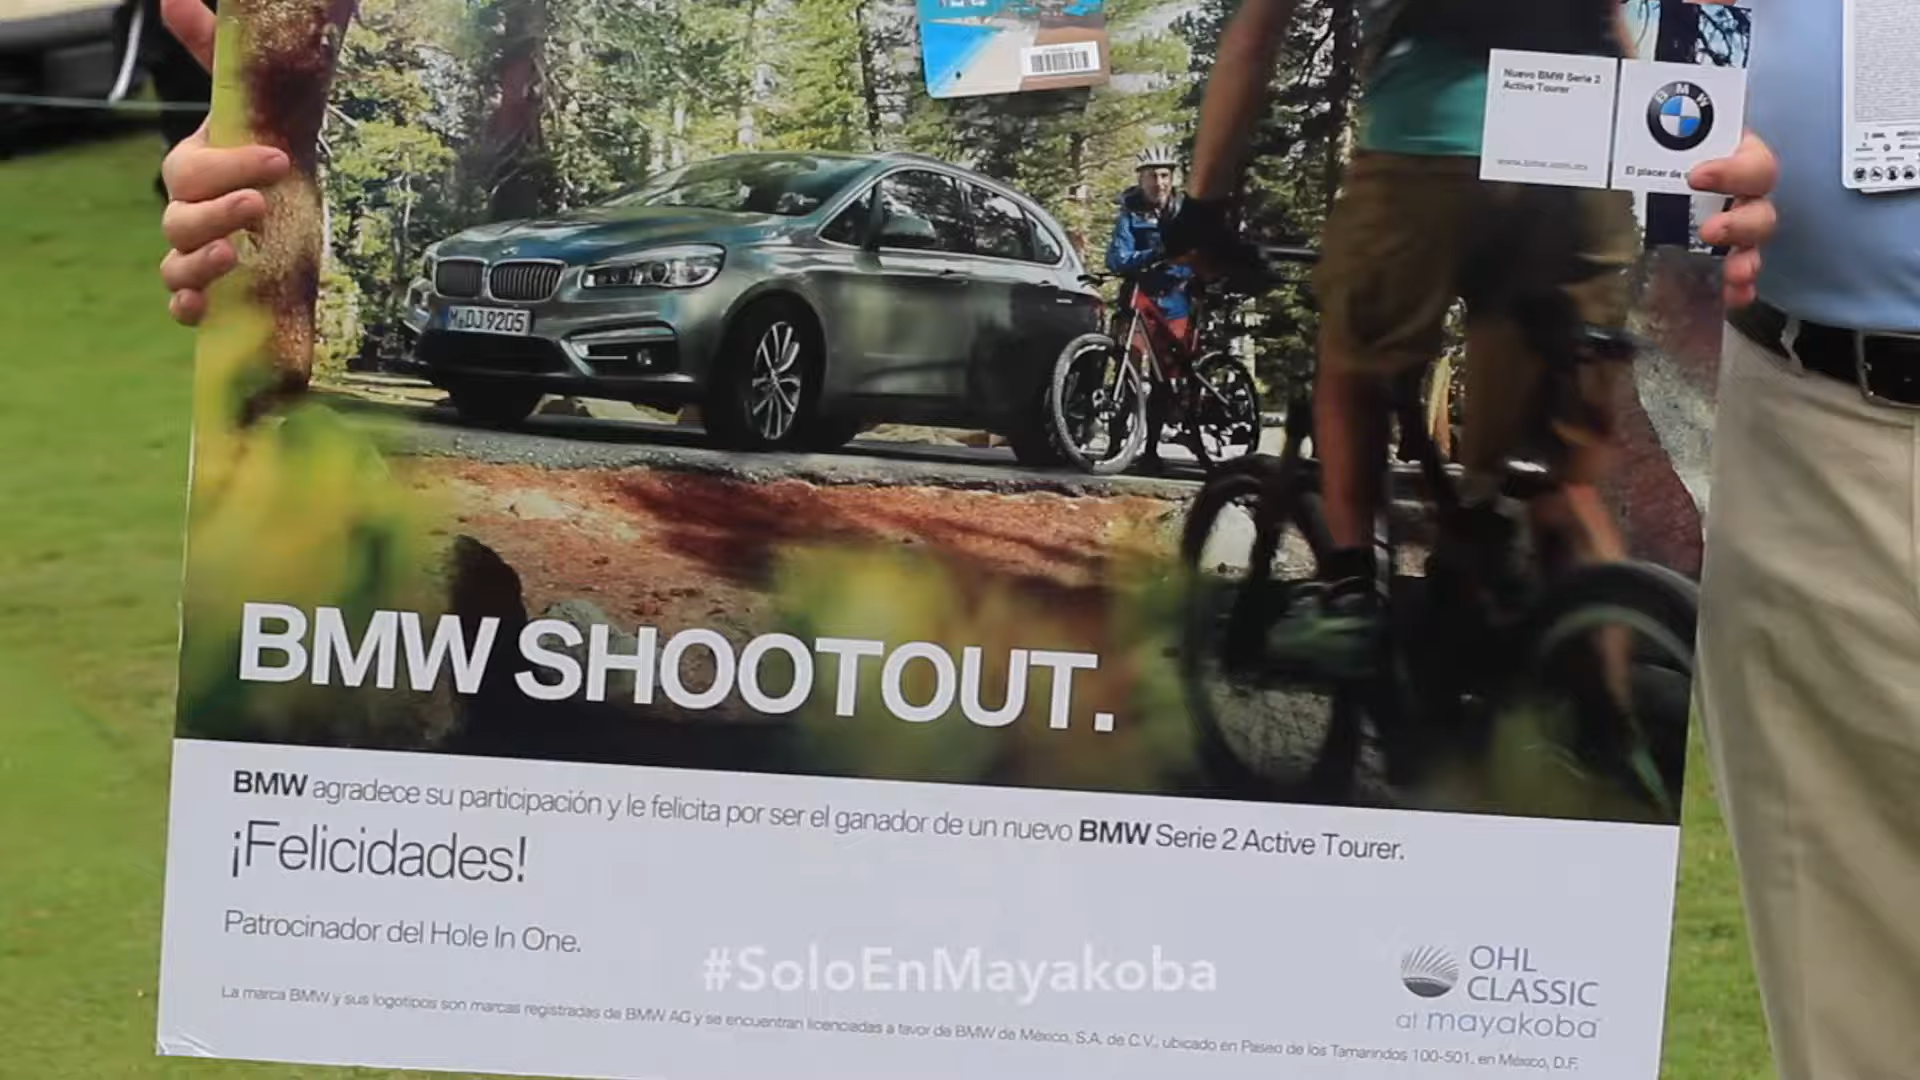 Nuevo BMW Serie 2
Active Tourer
BMW
El placer de
M DJ 9205
BMW SHOOTOUT.
BMW agradece su participación y le felicita por ser el ganador de un nuevo BMW Serie 2 Active Tourer.
¡Felicidades!
Patrocinador del Hole In One.
#SoloEnMayakoba
OHL
CLASSIC
at mayakoba
La marca BMW y sus logotipos son marcas registradas de BMW AG y se encuentran licenciadas a favor de BMW de México, S.A. de C.V., ubicado en Paseo de los Tamarindos 100-501, en México, D.F.